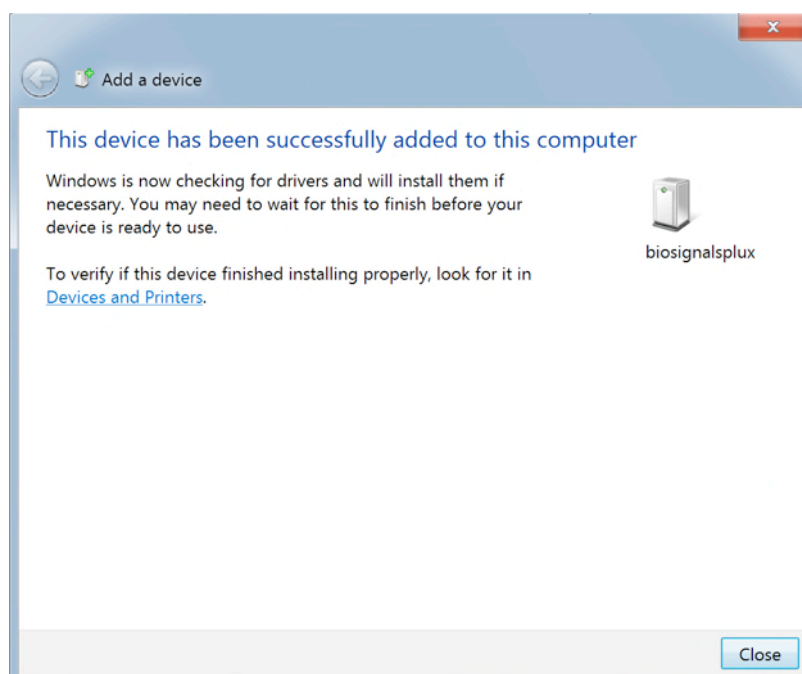 Add a device
This device has been successfully added to this computer
Windows is now checking for drivers and will install them if
necessary. You may need to wait for this to finish before your
device is ready to use.
biosignalsplux
To verify if this device finished installing properly, look for it in
Devices and Printers.
Close